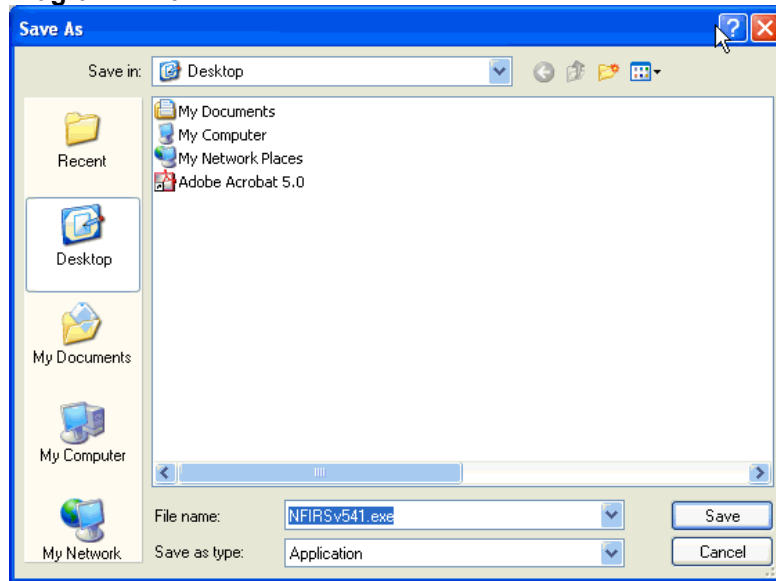 Save As
Save in:
Desktop
My Documents
My Computer
My Network Places
Adobe Acrobat 5.0
Recent
Desktop
My Documents
My Computer
My Network
File name:
NFIRSv541.exe
Save
Save as type:
Application
Cancel